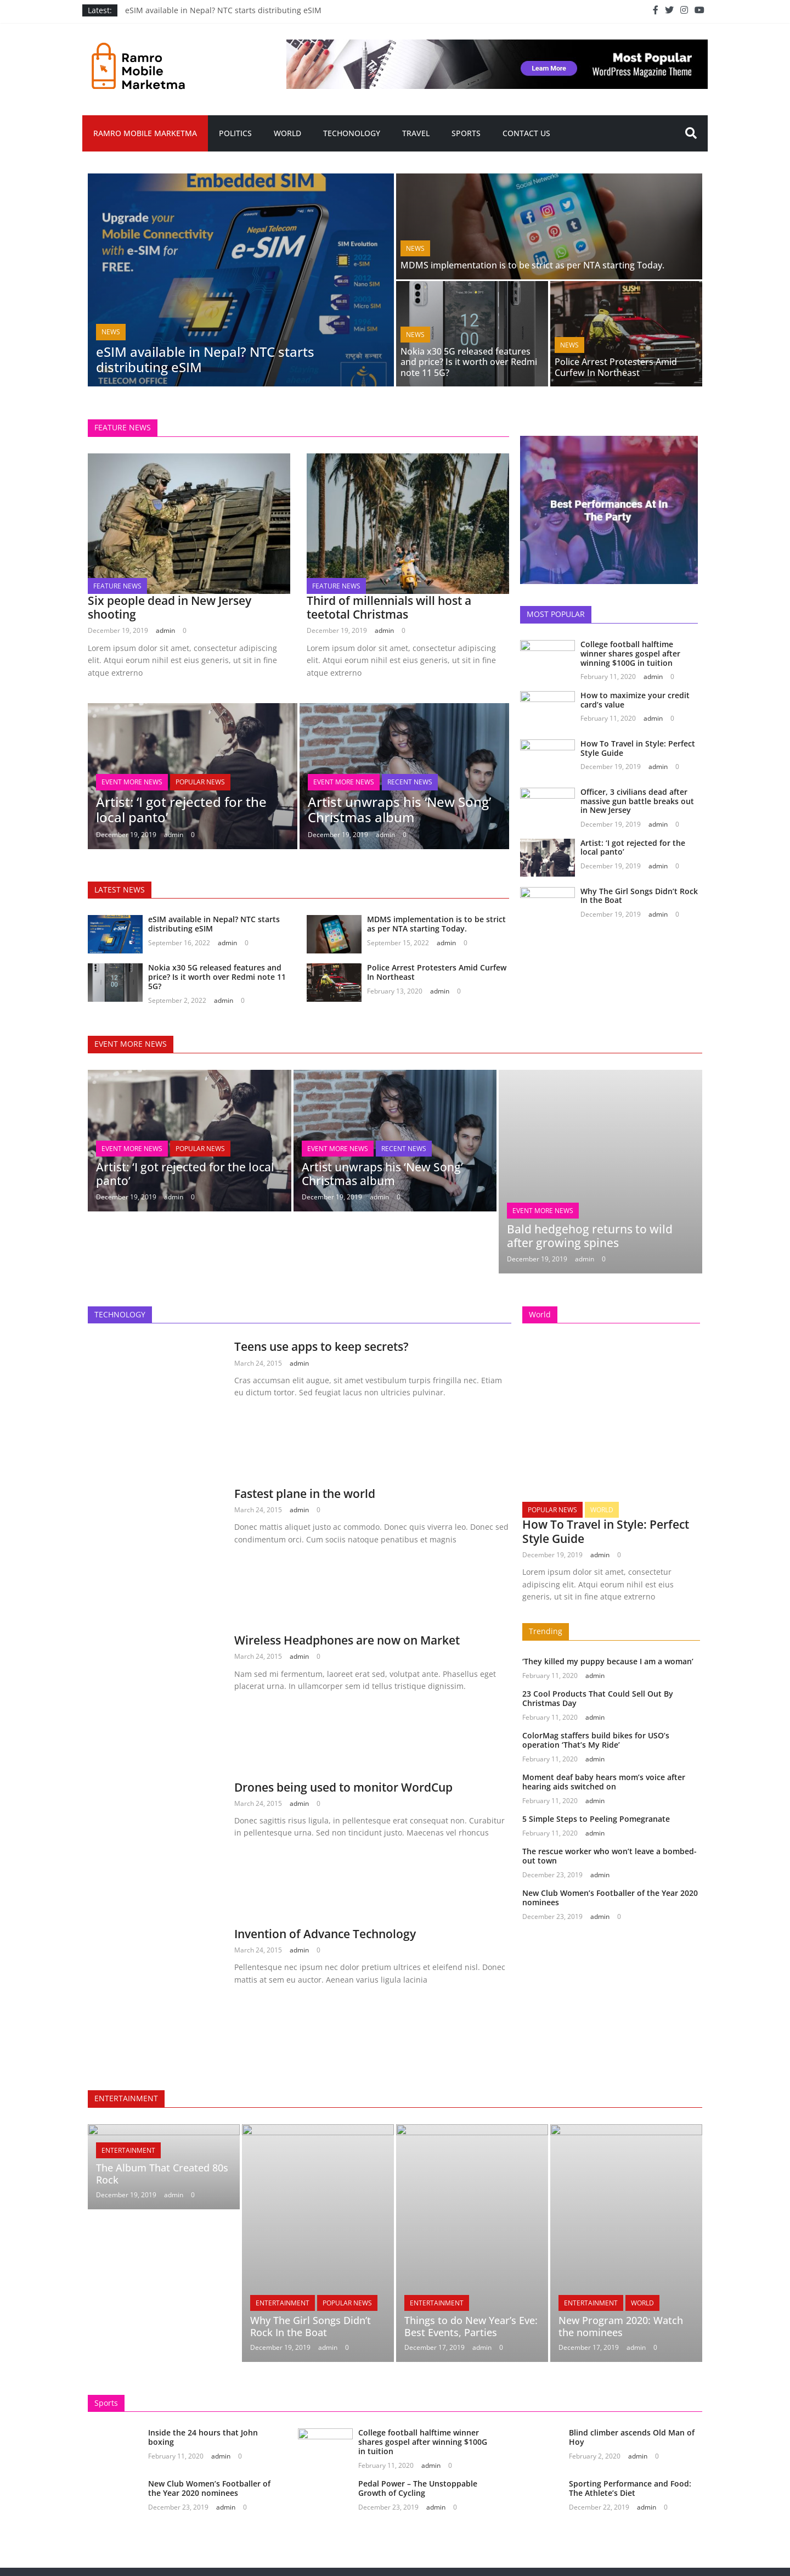 Latest: eSIM available in Nepal? NTC starts distributing eSIM
Ramro
Mobile
Marketma
Most Popular
WordPress Magazine Theme
Learn More
RAMRO MOBILE MARKETMA POLITICS WORLD TECHONOLOGY TRAVEL SPORTS CONTACT US
Embedded SIM
Upgrade your
Mobile Connectivity
with e-SIM for
FREE.
Nepal Telecom
e-SIM
SIM Evolution
TELECOM OFFICE
NEWS
eSIM available in Nepal? NTC starts
distributing eSIM
Social Networks
NEWS
MDMS implementation is to be strict as per NTA starting Today.
NEWS
Nokia x30 5G released features
and price? Is it worth over Redmi
note 11 5G?
SUSHI
NEWS
Police Arrest Protesters Amid
Curfew In Northeast
FEATURE NEWS
FEATURE NEWS
Six people dead in New Jersey
shooting
December 19, 2019 admin 0
Lorem ipsum dolor sit amet, consectetur adipiscing
elit. Atqui eorum nihil est eius generis, ut sit in fine
atque extrerno
FEATURE NEWS
Third of millennials will host a
teetotal Christmas
December 19, 2019 admin 0
Lorem ipsum dolor sit amet, consectetur adipiscing
elit. Atqui eorum nihil est eius generis, ut sit in fine
atque extrerno
EVENT MORE NEWS POPULAR NEWS
Artist: ‘I got rejected for the
local panto’
December 19, 2019 admin 0
EVENT MORE NEWS RECENT NEWS
Artist unwraps his ‘New Song’
Christmas album
December 19, 2019 admin 0
Best Performances At In
The Party
MOST POPULAR
College football halftime
winner shares gospel after
winning $100G in tuition
February 11, 2020 admin 0
How to maximize your credit
card’s value
February 11, 2020 admin 0
How To Travel in Style: Perfect
Style Guide
December 19, 2019 admin 0
Officer, 3 civilians dead after
massive gun battle breaks out
in New Jersey
December 19, 2019 admin 0
Artist: ‘I got rejected for the
local panto’
December 19, 2019 admin 0
Why The Girl Songs Didn’t Rock
In the Boat
December 19, 2019 admin 0
LATEST NEWS
eSIM available in Nepal? NTC starts
distributing eSIM
September 16, 2022 admin 0
MDMS implementation is to be strict
as per NTA starting Today.
September 15, 2022 admin 0
Nokia x30 5G released features and
price? Is it worth over Redmi note 11
5G?
September 2, 2022 admin 0
Police Arrest Protesters Amid Curfew
In Northeast
February 13, 2020 admin 0
EVENT MORE NEWS
EVENT MORE NEWS POPULAR NEWS
Artist: ‘I got rejected for the local
panto’
December 19, 2019 admin 0
EVENT MORE NEWS RECENT NEWS
Artist unwraps his ‘New Song’
Christmas album
December 19, 2019 admin 0
EVENT MORE NEWS
Bald hedgehog returns to wild
after growing spines
December 19, 2019 admin 0
TECHNOLOGY
Teens use apps to keep secrets?
March 24, 2015 admin
Cras accumsan elit augue, sit amet vestibulum turpis fringilla nec. Etiam
eu dictum tortor. Sed feugiat lacus non ultricies pulvinar.
Fastest plane in the world
March 24, 2015 admin 0
Donec mattis aliquet justo ac commodo. Donec quis viverra leo. Donec sed
condimentum orci. Cum sociis natoque penatibus et magnis
Wireless Headphones are now on Market
March 24, 2015 admin 0
Nam sed mi fermentum, laoreet erat sed, volutpat ante. Phasellus eget
placerat urna. In ullamcorper sem id tellus tristique dignissim.
Drones being used to monitor WordCup
March 24, 2015 admin 0
Donec sagittis risus ligula, in pellentesque erat consequat non. Curabitur
in pellentesque urna. Sed non tincidunt justo. Maecenas vel rhoncus
Invention of Advance Technology
March 24, 2015 admin 0
Pellentesque nec ipsum nec dolor pretium ultrices et eleifend nisl. Donec
mattis at sem eu auctor. Aenean varius ligula lacinia
World
POPULAR NEWS WORLD
How To Travel in Style: Perfect
Style Guide
December 19, 2019 admin 0
Lorem ipsum dolor sit amet, consectetur
adipiscing elit. Atqui eorum nihil est eius
generis, ut sit in fine atque extrerno
Trending
‘They killed my puppy because I am a woman’
February 11, 2020 admin
23 Cool Products That Could Sell Out By
Christmas Day
February 11, 2020 admin
ColorMag staffers build bikes for USO’s
operation ‘That’s My Ride’
February 11, 2020 admin
Moment deaf baby hears mom’s voice after
hearing aids switched on
February 11, 2020 admin
5 Simple Steps to Peeling Pomegranate
February 11, 2020 admin
The rescue worker who won’t leave a bombed-
out town
December 23, 2019 admin
New Club Women’s Footballer of the Year 2020
nominees
December 23, 2019 admin 0
ENTERTAINMENT
ENTERTAINMENT
The Album That Created 80s
Rock
December 19, 2019 admin 0
ENTERTAINMENT POPULAR NEWS
Why The Girl Songs Didn’t
Rock In the Boat
December 19, 2019 admin 0
ENTERTAINMENT
Things to do New Year’s Eve:
Best Events, Parties
December 17, 2019 admin 0
ENTERTAINMENT WORLD
New Program 2020: Watch
the nominees
December 17, 2019 admin 0
Sports
Inside the 24 hours that John
boxing
February 11, 2020 admin 0
College football halftime winner
shares gospel after winning $100G
in tuition
February 11, 2020 admin 0
Blind climber ascends Old Man of
Hoy
February 2, 2020 admin 0
New Club Women’s Footballer of
the Year 2020 nominees
December 23, 2019 admin 0
Pedal Power – The Unstoppable
Growth of Cycling
December 23, 2019 admin 0
Sporting Performance and Food:
The Athlete’s Diet
December 22, 2019 admin 0